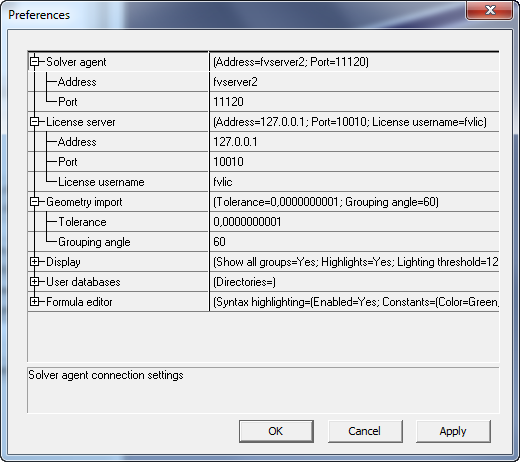 Preferences
Solver agent (Address=fvserver2; Port=11120)
Address fvserver2
Port 11120
License server (Address=127.0.0.1; Port=10010; License username=fvlic)
Address 127.0.0.1
Port 10010
License username fvlic
Geometry import (Tolerance=0,0000000001; Grouping angle=60)
Tolerance 0,0000000001
Grouping angle 60
Display (Show all groups=Yes; Highlights=Yes; Lighting threshold=12
User databases (Directories=)
Formula editor (Syntax highlighting=(Enabled=Yes; Constants=(Color=Green,
Solver agent connection settings
OK Cancel Apply